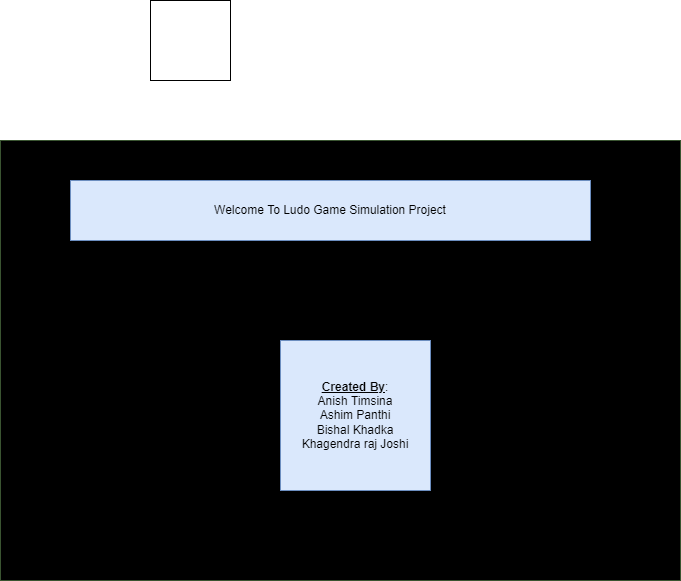 Welcome To Ludo Game Simulation Project
Created By:
Anish Timsina
Ashim Panthi
Bishal Khadka
Khagendra raj Joshi